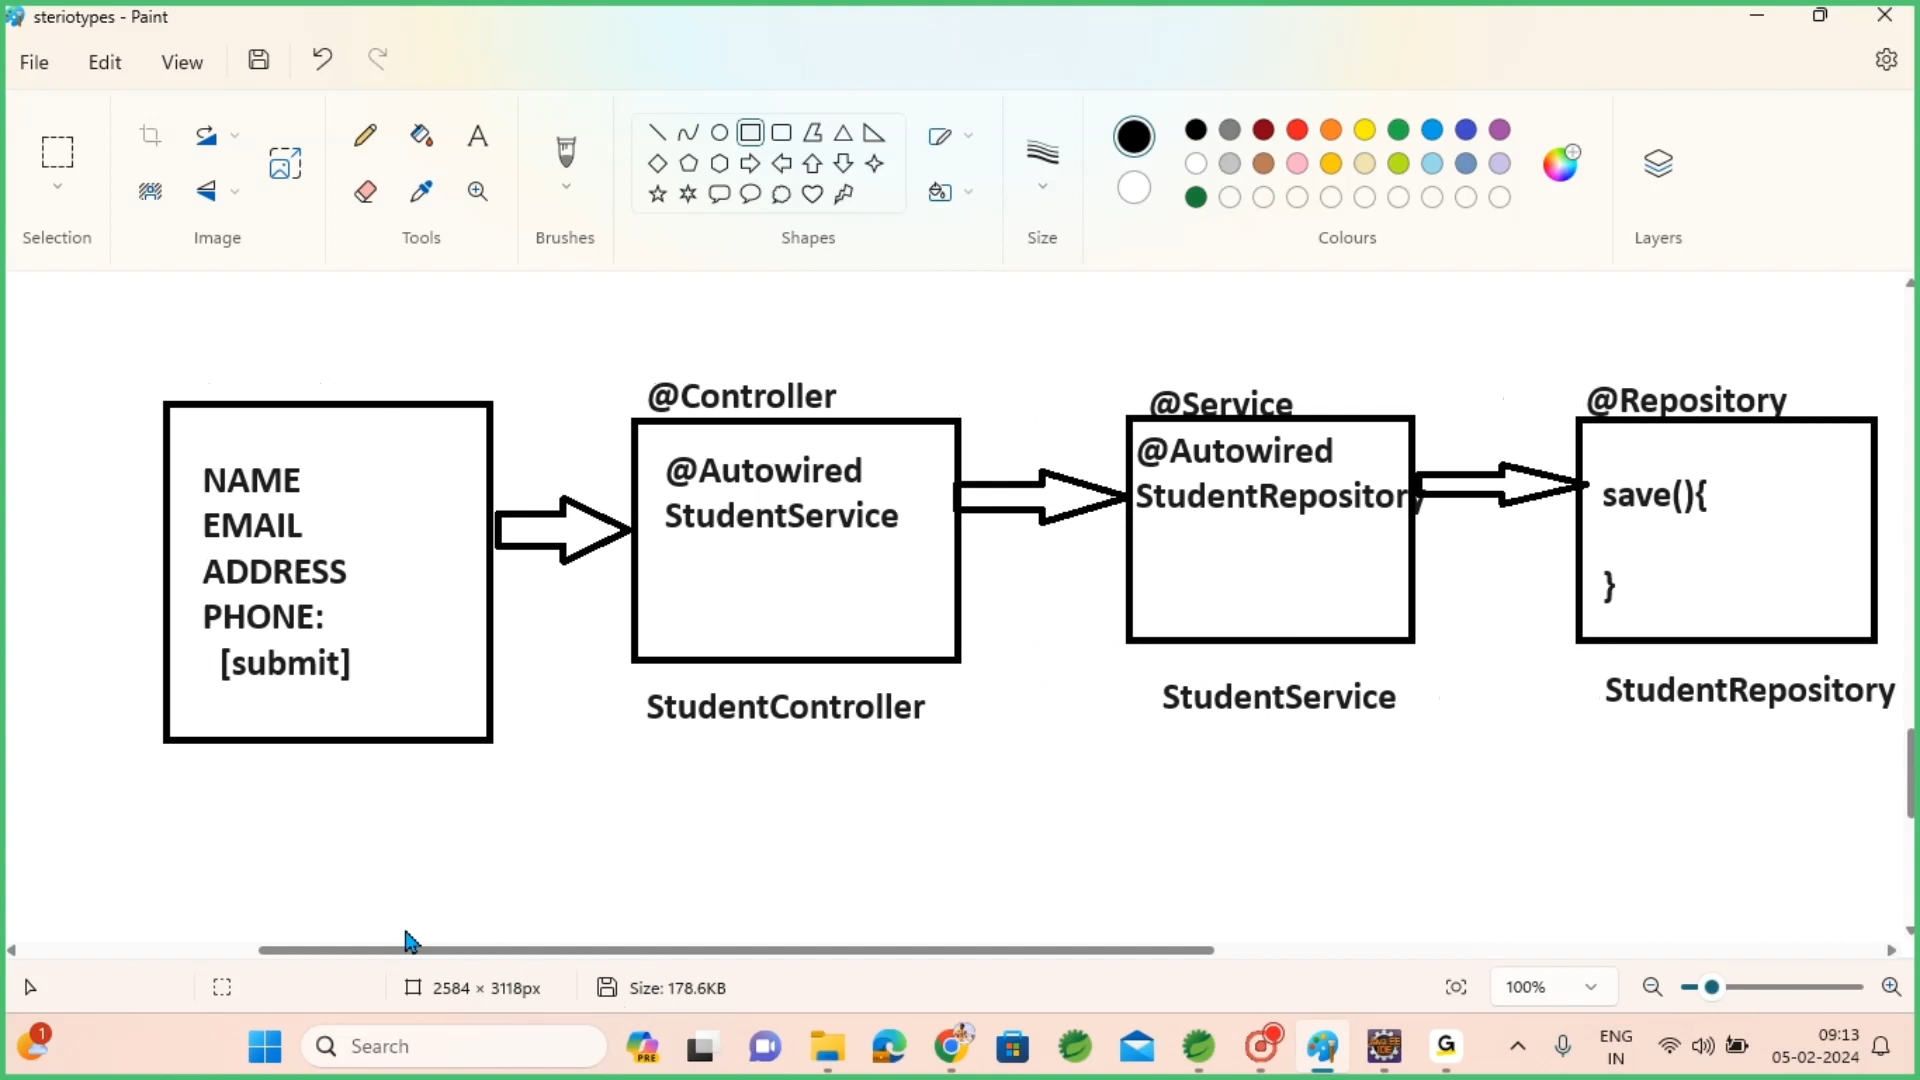 steriotypes - Paint
File
Edit
View
Selection
Image
Tools
Brushes
Shapes
Size
Colours
Layers
NAME
EMAIL
ADDRESS
PHONE:
[submit]
@Controller
@Autowired
StudentService
StudentController
@Service
@Autowired
StudentRepository
StudentService
@Repository
save(){
}
StudentRepository
2584 × 3118px
Size: 178.6KB
100%
1
Search
PRE
G
ENG
IN
09:13
05-02-2024